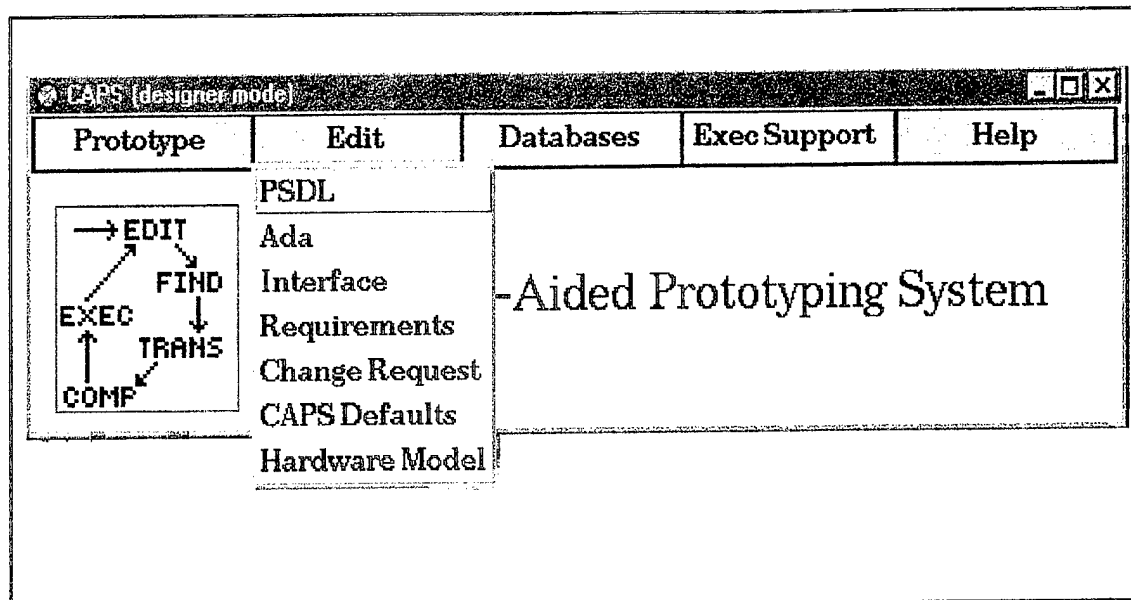 CAPS (designer mode)
Prototype Edit Databases Exec Support Help
PSDL
Ada
Interface
Requirements
Change Request
CAPS Defaults
Hardware Model
EDIT
FIND
EXEC
TRANS
COMP
-Aided Prototyping System